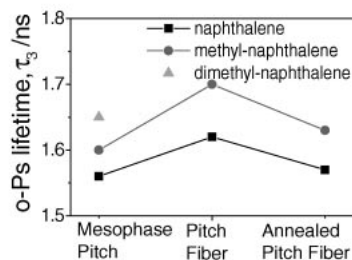 o-Ps lifetime, τ3 /ns
1.8
1.7
1.6
1.5
naphthalene
methyl-naphthalene
dimethyl-naphthalene
Mesophase Pitch Annealed
Pitch Fiber Pitch Fiber